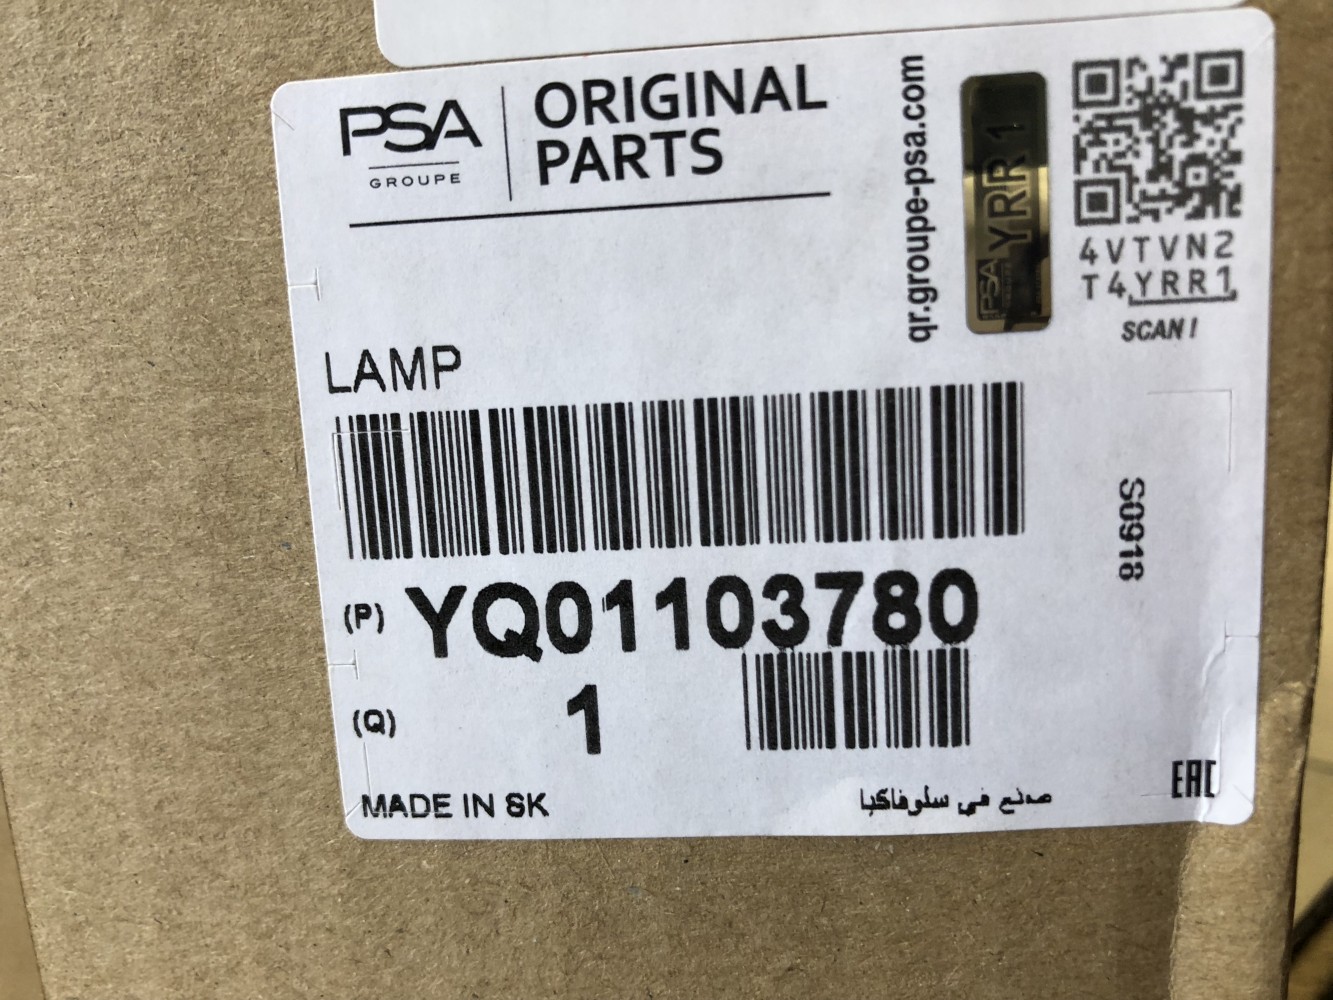 PSA
GROUPE
ORIGINAL
PARTS
qr.groupe-psa.com
PSA
YRR1
4VTVN2
T4YRR1
SCAN!
LAMP
S0918
(P) YQ01103780
(Q) 1
MADE IN SK
صنع في سلوفاكيا
EAC